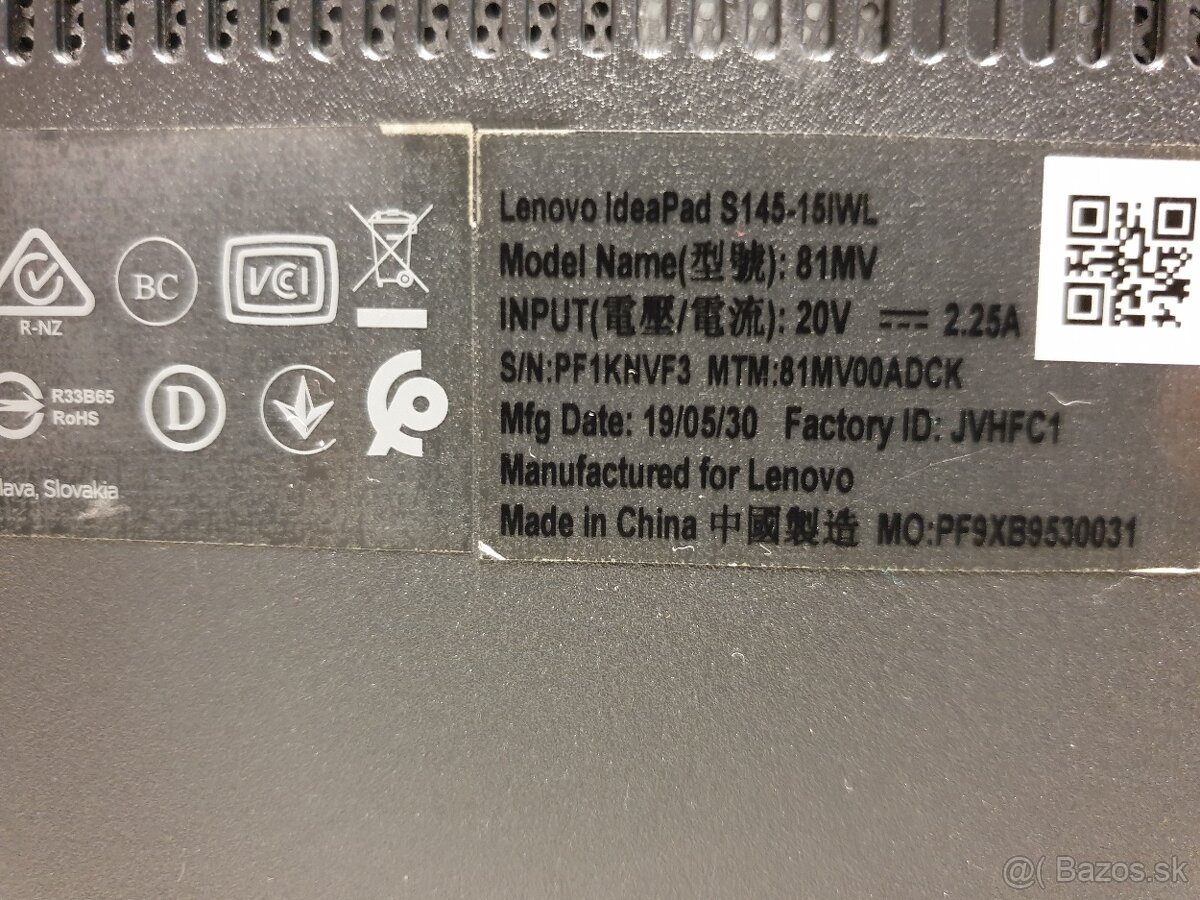 Lenovo IdeaPad S145-15IWL
Model Name(型號): 81MV
INPUT(電壓/電流): 20V ⎓ 2.25A
S/N:PF1KNVF3 MTM:81MV00ADCK
Mfg Date: 19/05/30 Factory ID: JVHFC1
Manufactured for Lenovo
Made in China 中國製造 MO:PF9XB9530031
R-NZ
BC
VCI
R33B65
RoHS
D
lava, Slovakia
@( Bazos.sk